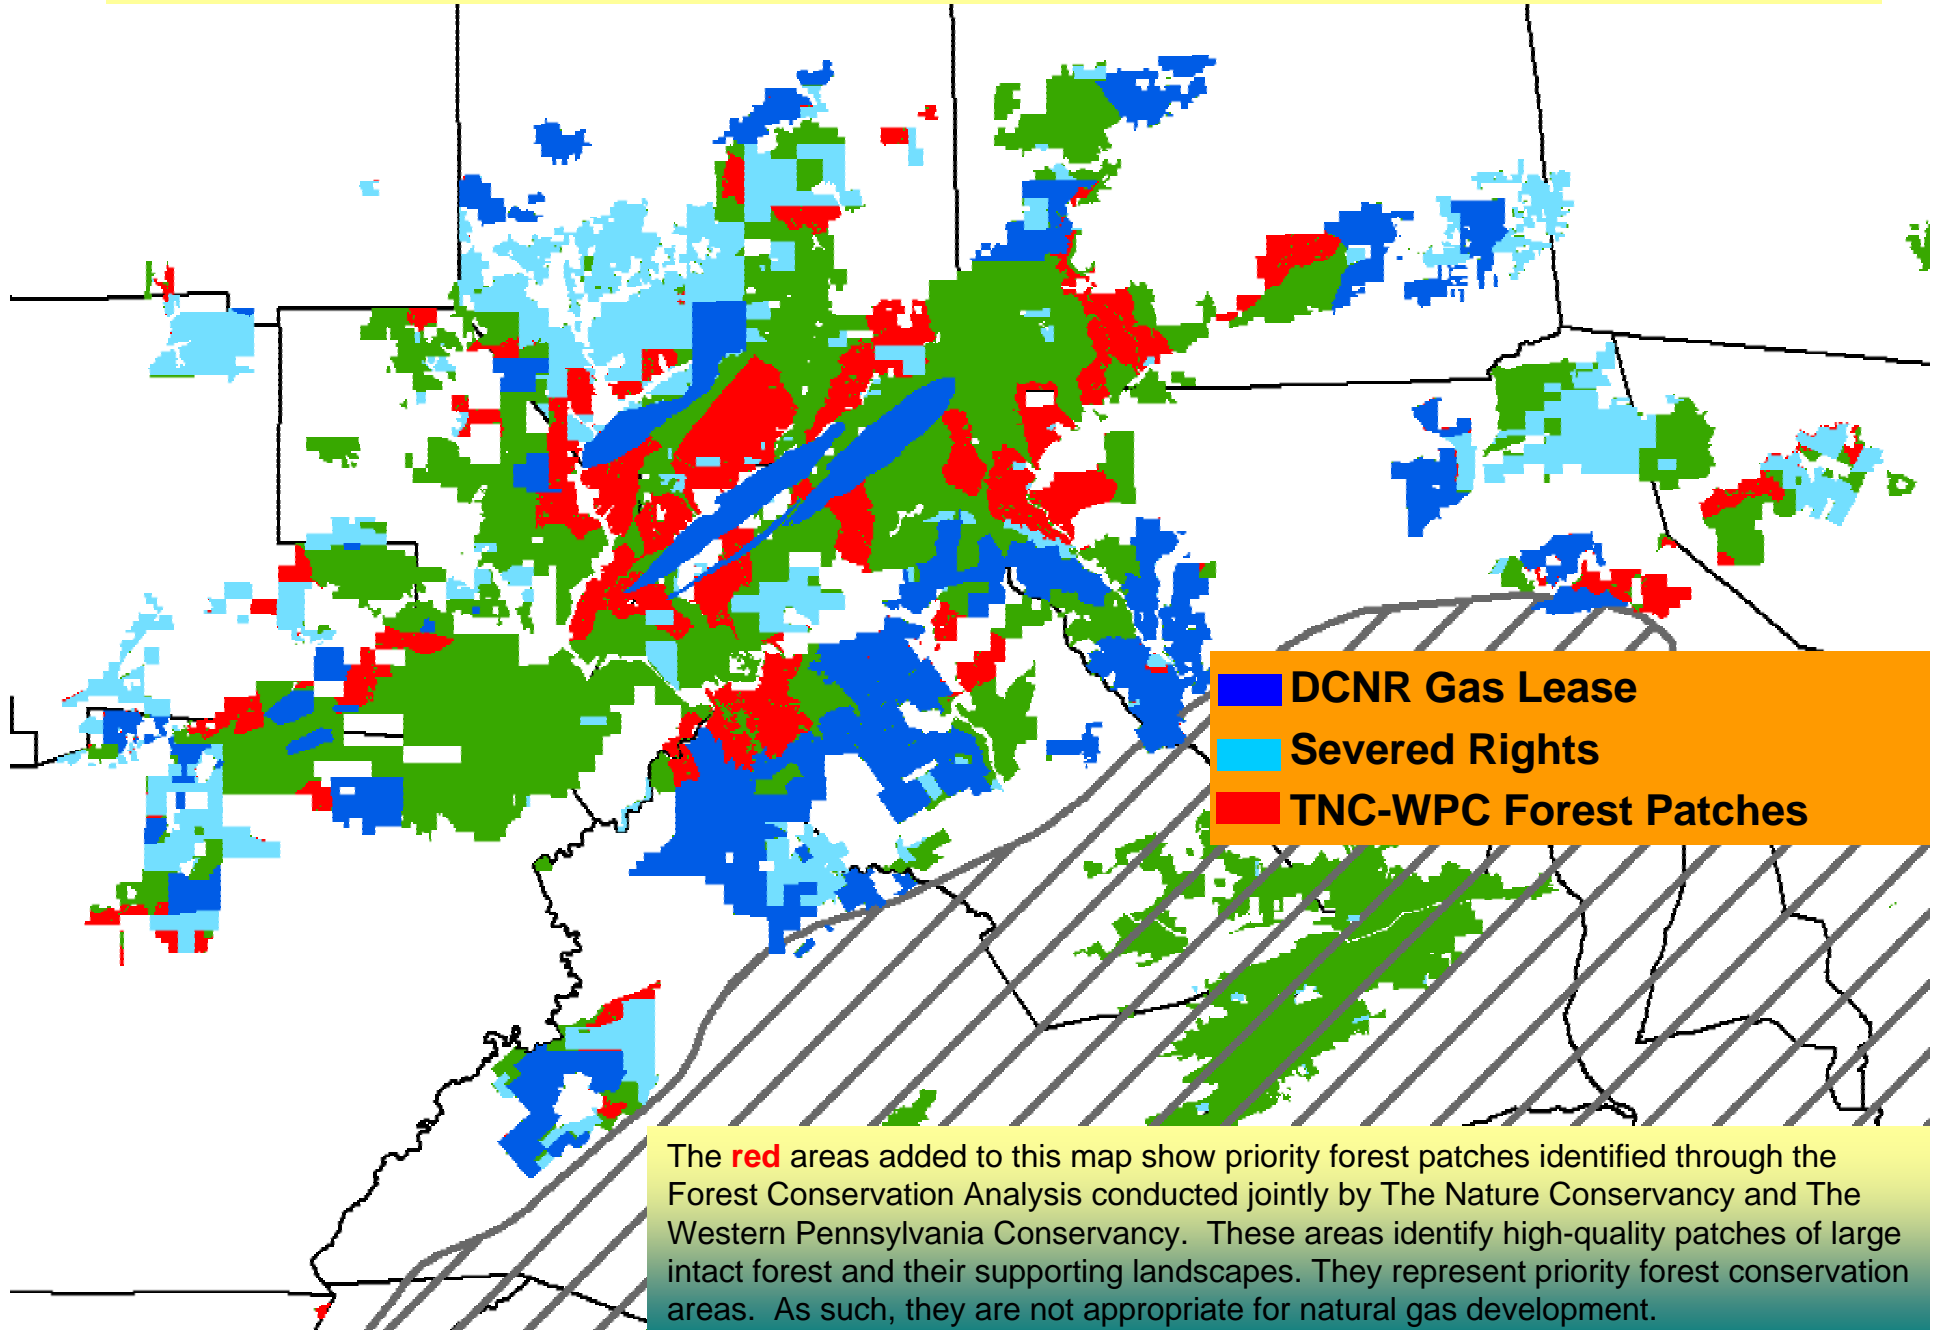 DCNR Gas Lease
Severed Rights
TNC-WPC Forest Patches
The red areas added to this map show priority forest patches identified through the
Forest Conservation Analysis conducted jointly by The Nature Conservancy and The
Western Pennsylvania Conservancy.  These areas identify high-quality patches of large
intact forest and their supporting landscapes. They represent priority forest conservation
areas.  As such, they are not appropriate for natural gas development.